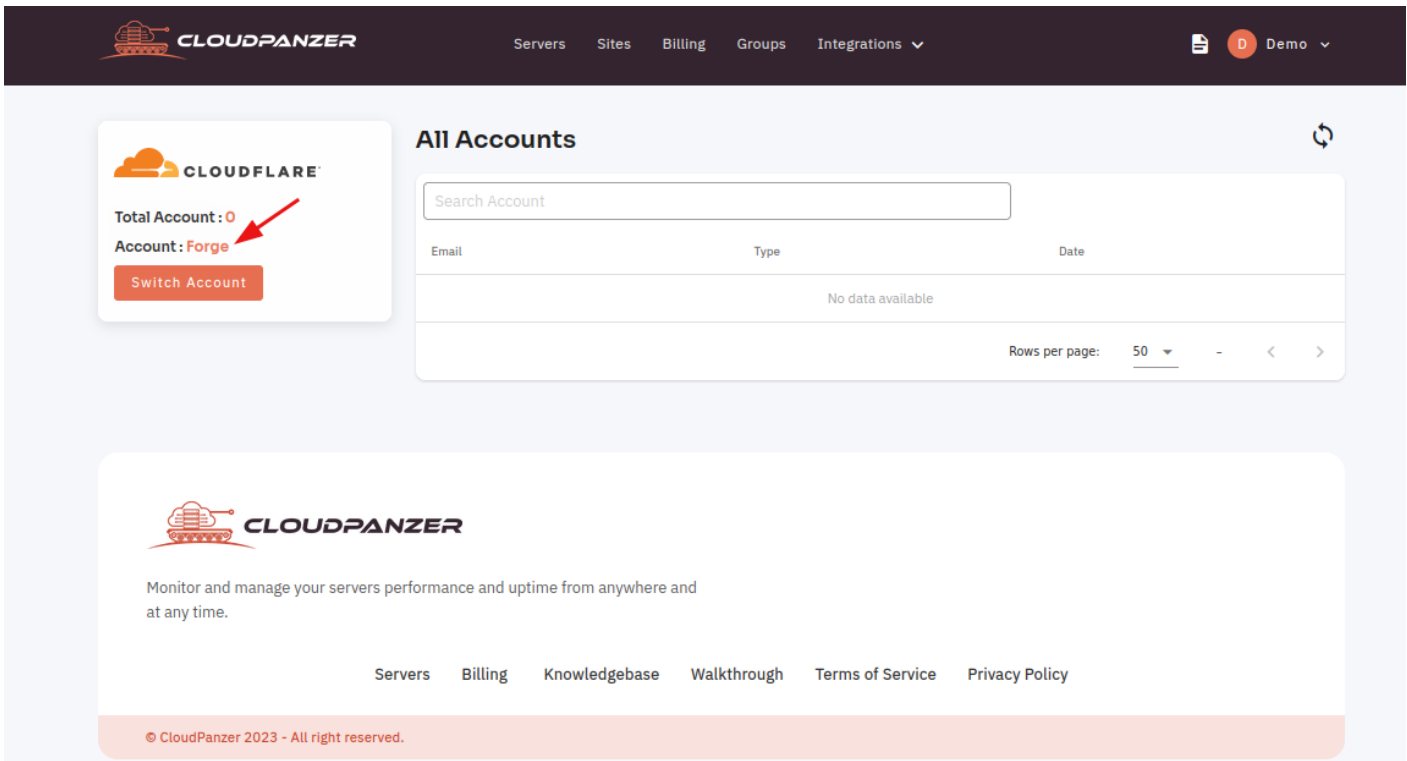 CLOUDPANZER
Servers Sites Billing Groups Integrations
D Demo
CLOUDFLARE
Total Account : 0
Account : Forge
Switch Account
All Accounts
Search Account
Email Type Date
No data available
Rows per page: 50 -
CLOUDPANZER
Monitor and manage your servers performance and uptime from anywhere and
at any time.
Servers Billing Knowledgebase Walkthrough Terms of Service Privacy Policy
© CloudPanzer 2023 - All right reserved.